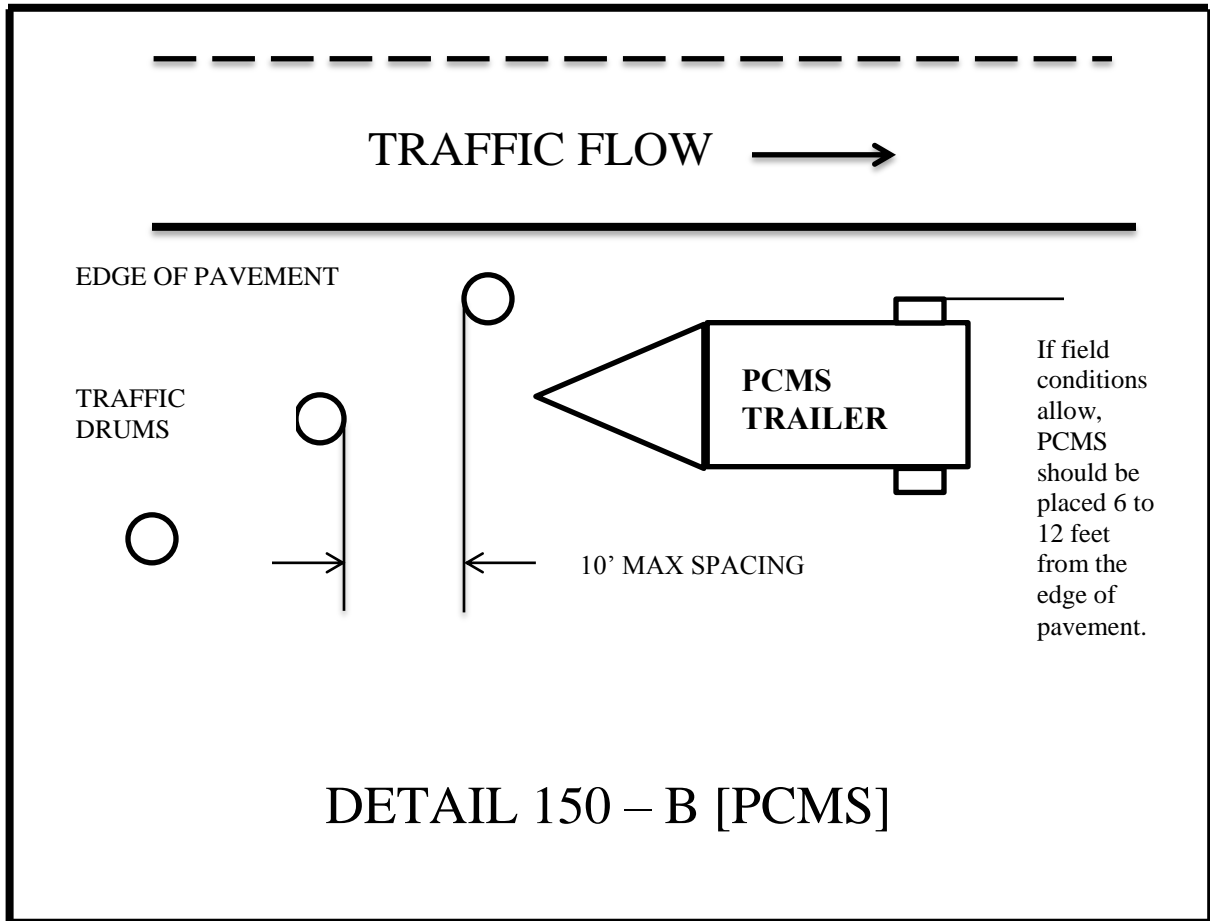 TRAFFIC FLOW
EDGE OF PAVEMENT
TRAFFIC
DRUMS
PCMS
TRAILER
If field
conditions
allow,
PCMS
should be
placed 6 to
12 feet
from the
edge of
pavement.
10’ MAX SPACING
DETAIL 150 – B [PCMS]